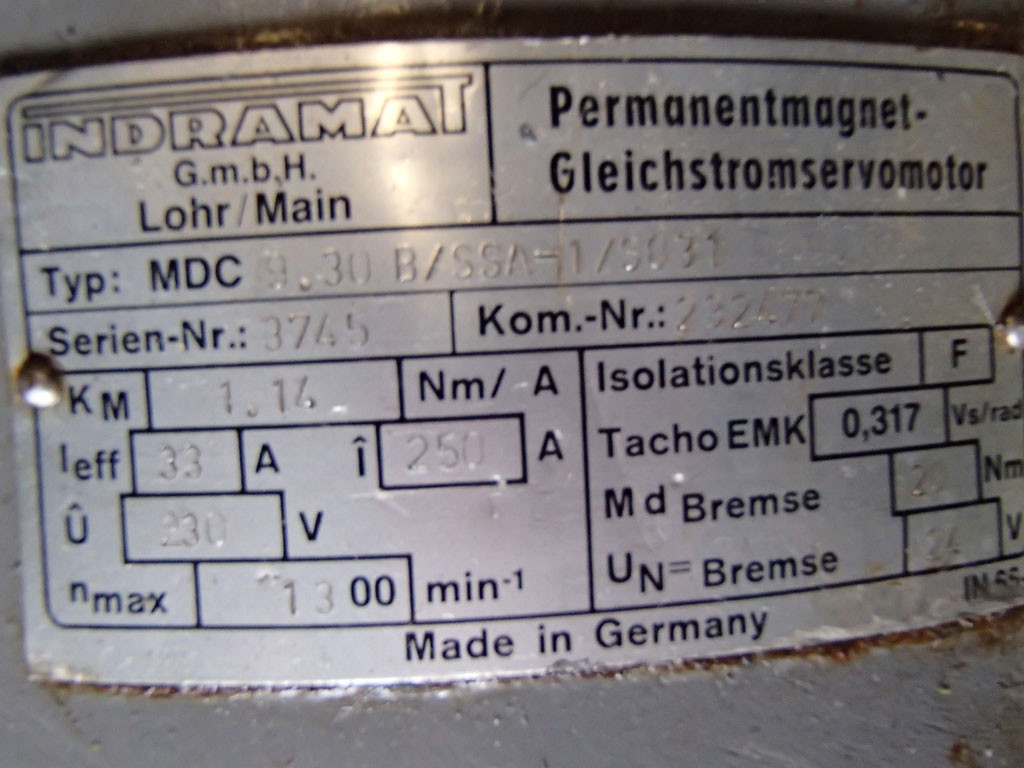 INDRAMAT
G.m.b.H.
Lohr/Main
Permanentmagnet-
Gleichstromservomotor
Typ: MDC 9.30 B/SSA-1/S031
Serien-Nr.: 3745
Kom.-Nr.: 232477
KM 1.14 Nm/A
Ieff 33 A Î 250 A
Û 230 V
nmax 1300 min-1
Isolationsklasse F
Tacho EMK 0,317 Vs/rad
Md Bremse 20 Nm
UN= Bremse 24 V
Made in Germany